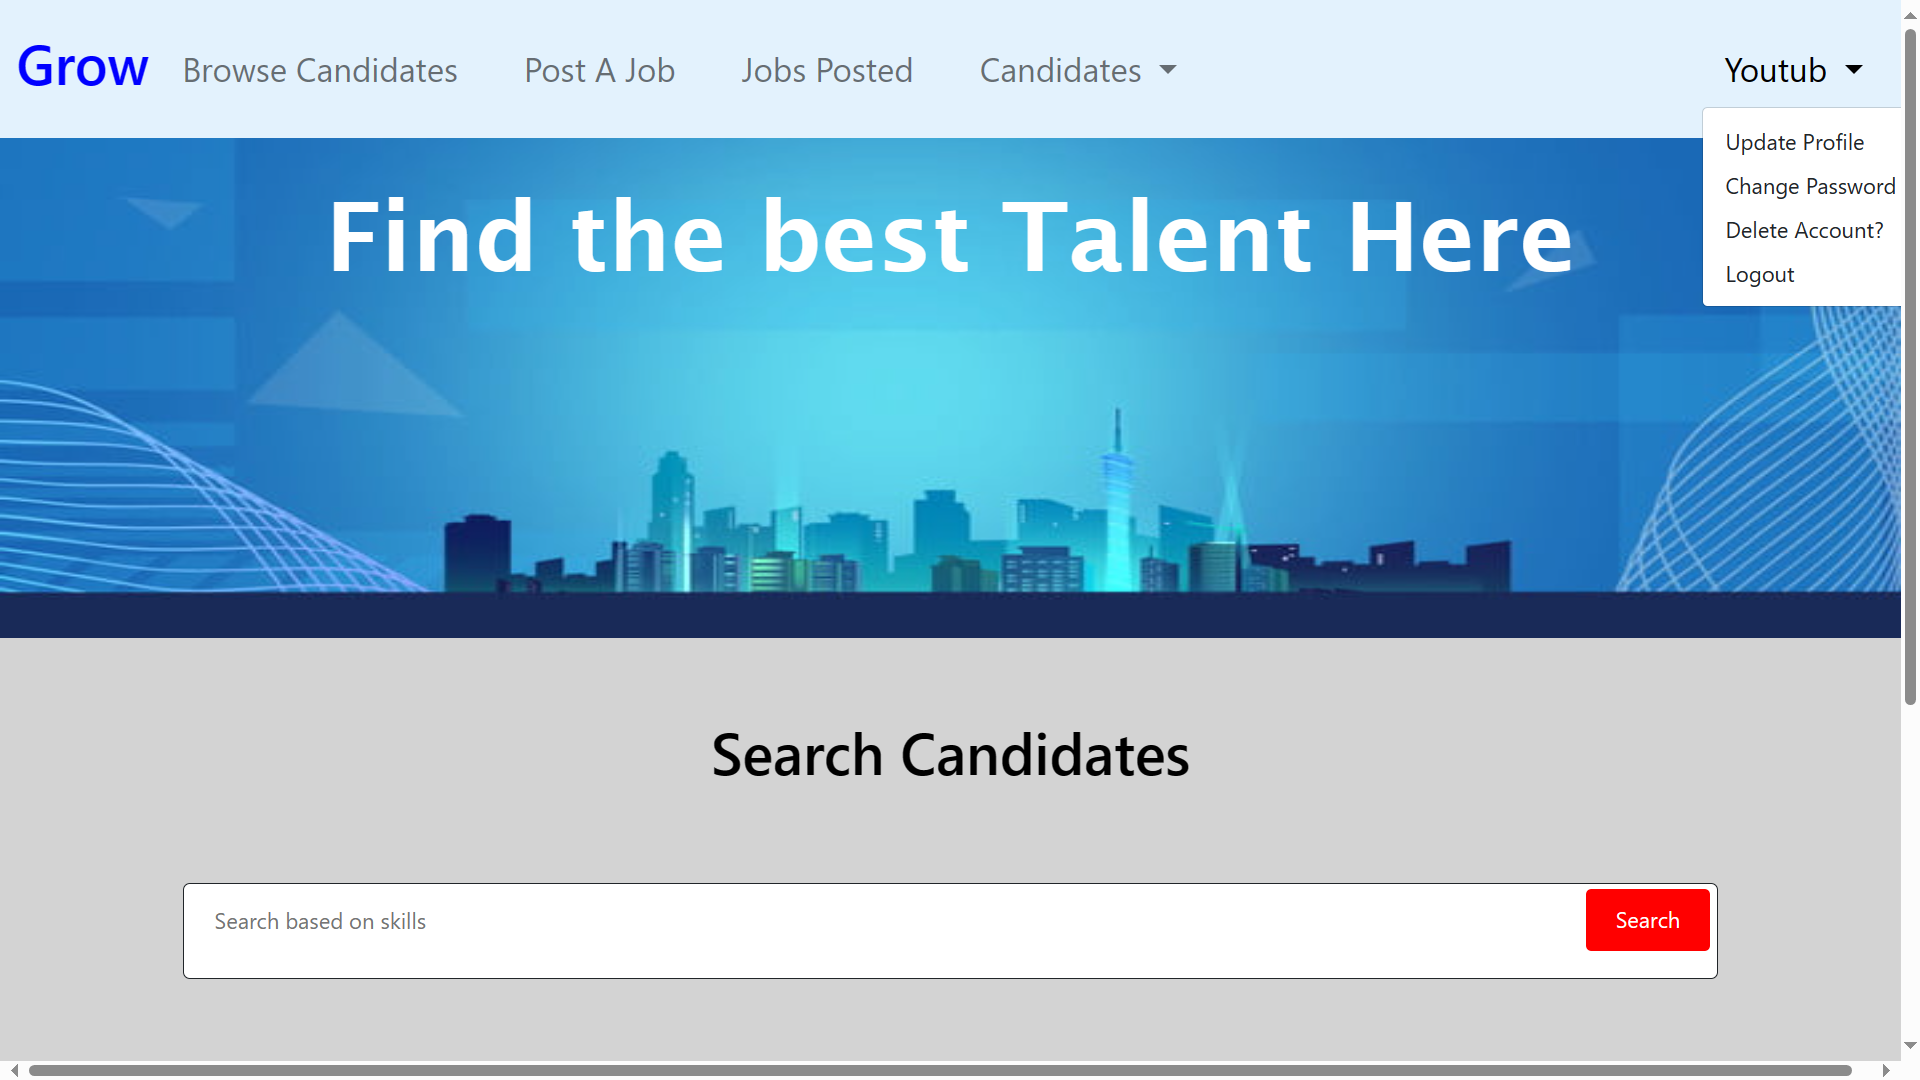 Grow Browse Candidates Post A Job Jobs Posted Candidates Youtub
Update Profile
Change Password
Delete Account?
Logout
Find the best Talent Here
Search Candidates
Search based on skills Search